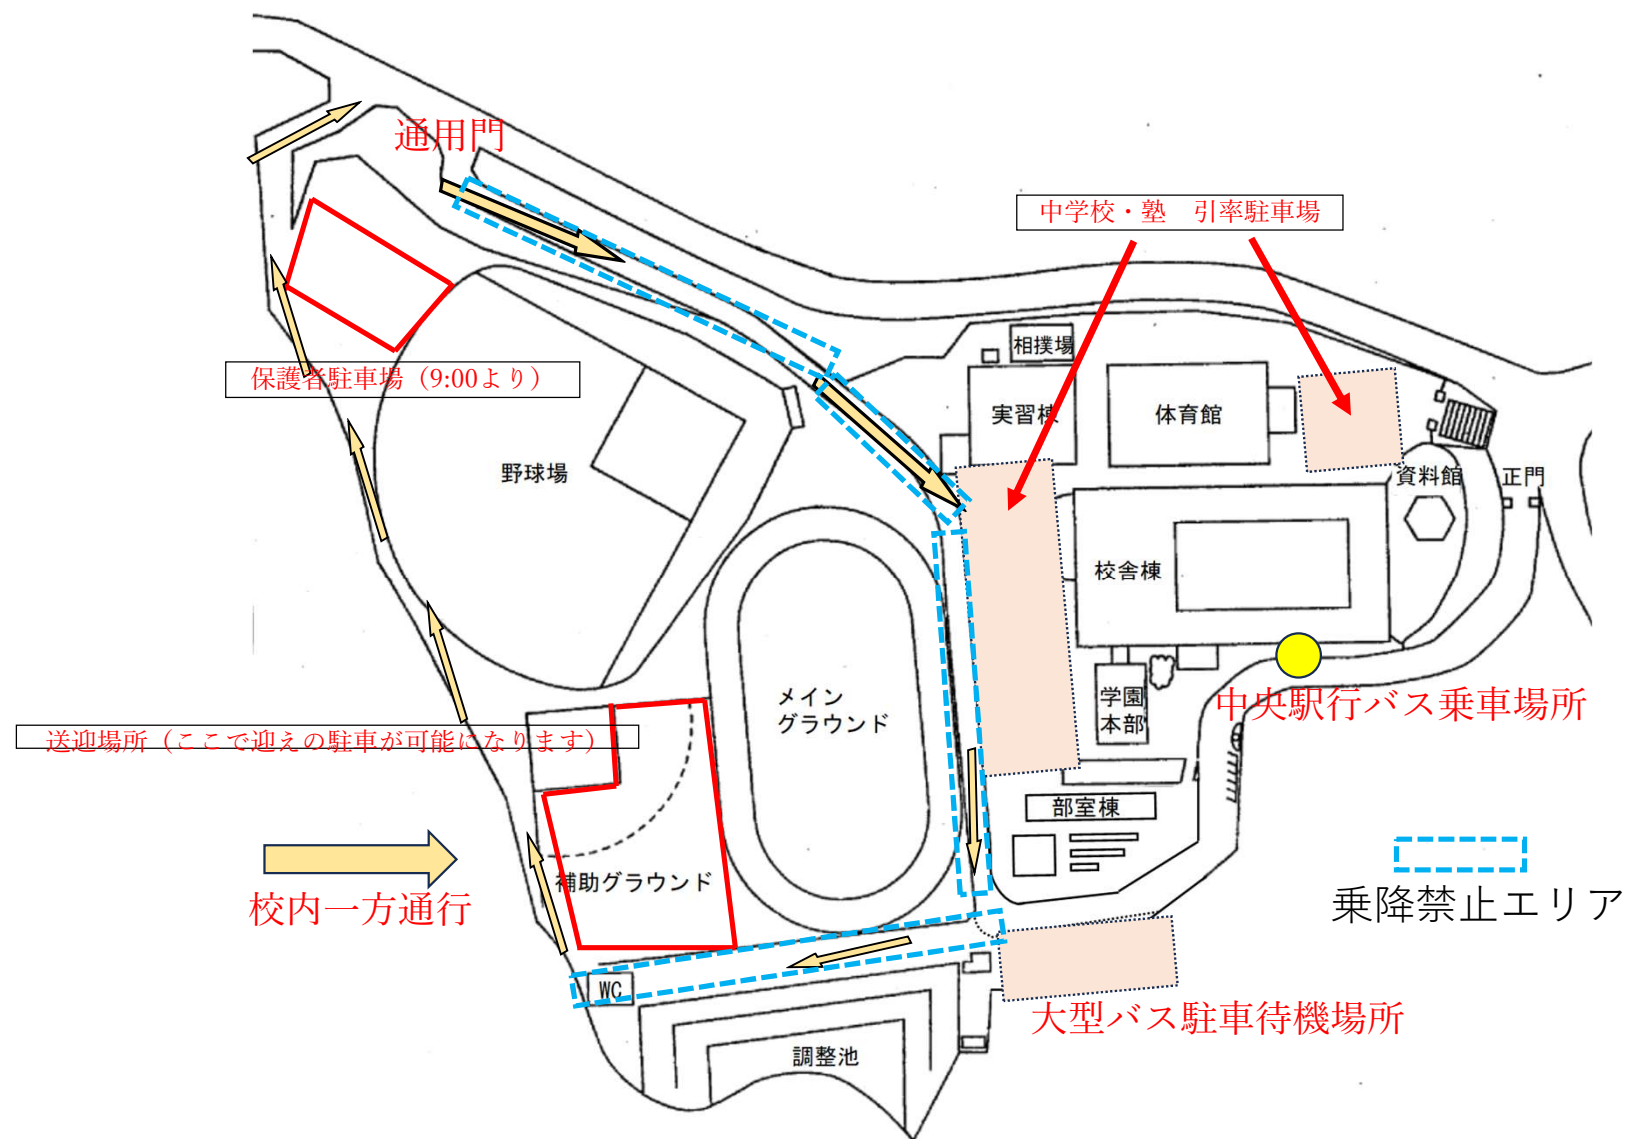 通用門
中学校・塾　引率駐車場
相撲場
保護者駐車場（9:00より）
実習棟
体育館
野球場
資料館
正門
校舎棟
メイン
グラウンド
学園
本部
中央駅行バス乗車場所
送迎場所（ここで迎えの駐車が可能になります）
部室棟
補助グラウンド
校内一方通行
乗降禁止エリア
WC
大型バス駐車待機場所
調整池